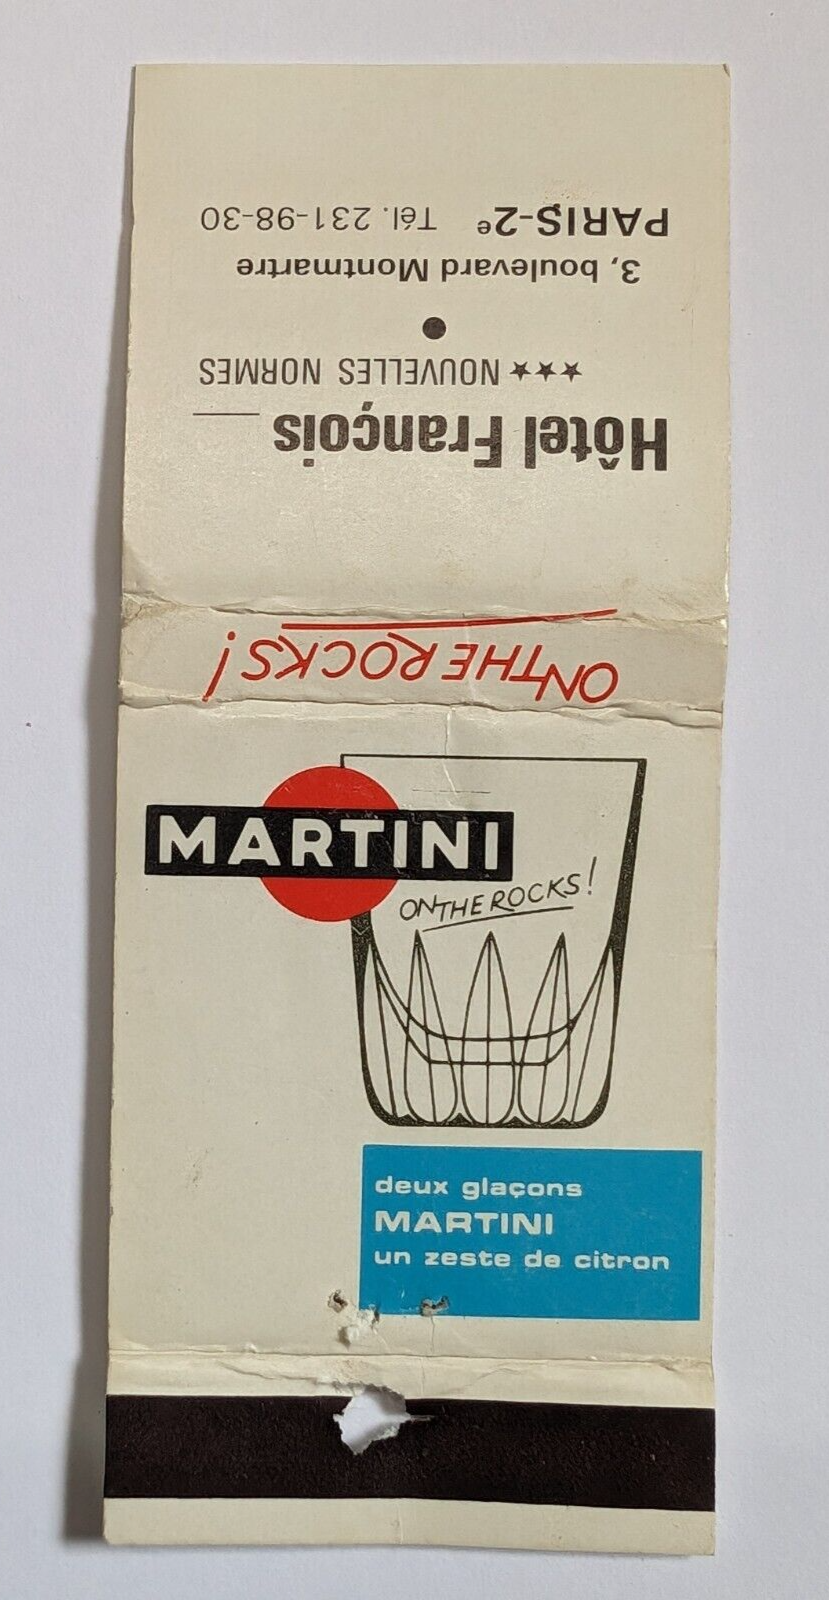 Hôtel François
★★★ NOUVELLES NORMES
●
3, boulevard Montmartre
PARIS-2e Tél. 231-98-30
ON THE ROCKS!
MARTINI
ON THE ROCKS!
deux glaçons
MARTINI
un zeste de citron